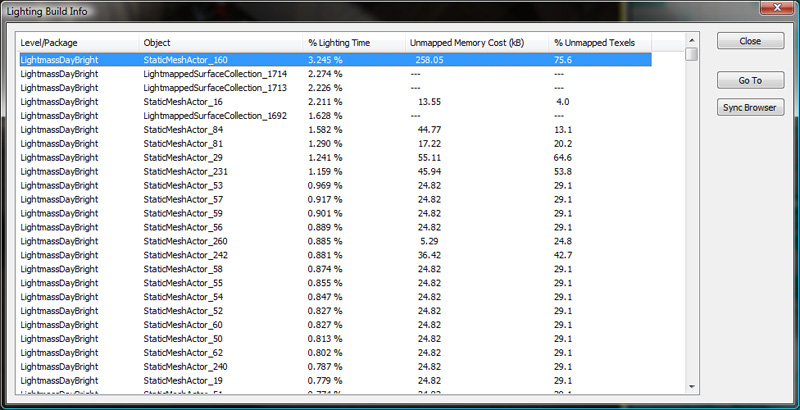 Lighting Build Info
Level/Package Object % Lighting Time Unmapped Memory Cost (kB) % Unmapped Texels
LightmassDayBright StaticMeshActor_160 3.245 % 258.05 75.6
LightmassDayBright LightmappedSurfaceCollection_1714 2.274 % --- ---
LightmassDayBright LightmappedSurfaceCollection_1713 2.226 % --- ---
LightmassDayBright StaticMeshActor_16 2.211 % 13.55 4.0
LightmassDayBright LightmappedSurfaceCollection_1692 1.628 % --- ---
LightmassDayBright StaticMeshActor_84 1.582 % 44.77 13.1
LightmassDayBright StaticMeshActor_81 1.290 % 17.22 20.2
LightmassDayBright StaticMeshActor_29 1.241 % 55.11 64.6
LightmassDayBright StaticMeshActor_231 1.159 % 45.94 53.8
LightmassDayBright StaticMeshActor_53 0.969 % 24.82 29.1
LightmassDayBright StaticMeshActor_57 0.917 % 24.82 29.1
LightmassDayBright StaticMeshActor_59 0.901 % 24.82 29.1
LightmassDayBright StaticMeshActor_56 0.889 % 24.82 29.1
LightmassDayBright StaticMeshActor_260 0.885 % 5.29 24.8
LightmassDayBright StaticMeshActor_242 0.881 % 36.42 42.7
LightmassDayBright StaticMeshActor_58 0.874 % 24.82 29.1
LightmassDayBright StaticMeshActor_55 0.855 % 24.82 29.1
LightmassDayBright StaticMeshActor_54 0.847 % 24.82 29.1
LightmassDayBright StaticMeshActor_52 0.827 % 24.82 29.1
LightmassDayBright StaticMeshActor_60 0.827 % 24.82 29.1
LightmassDayBright StaticMeshActor_50 0.813 % 24.82 29.1
LightmassDayBright StaticMeshActor_62 0.802 % 24.82 29.1
LightmassDayBright StaticMeshActor_240 0.787 % 24.82 29.1
LightmassDayBright StaticMeshActor_19 0.779 % 24.82 29.1
LightmassDayBright StaticMeshActor_51 0.774 % 24.82 29.1
Close
Go To
Sync Browser